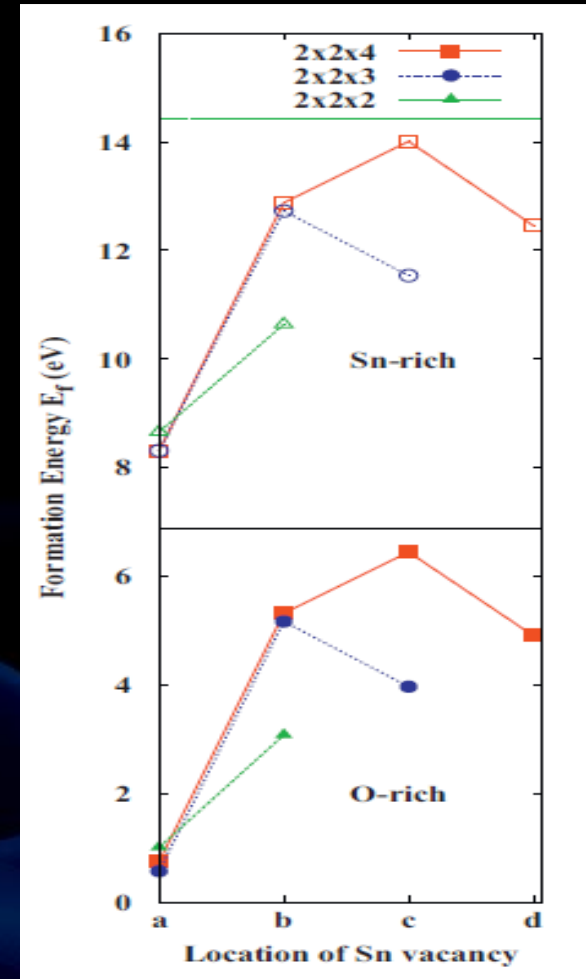 16
14
12
10
8
6
4
2
0
2x2x4
2x2x3
2x2x2
Sn-rich
O-rich
Formation Energy Ef (eV)
a b c d
Location of Sn vacancy